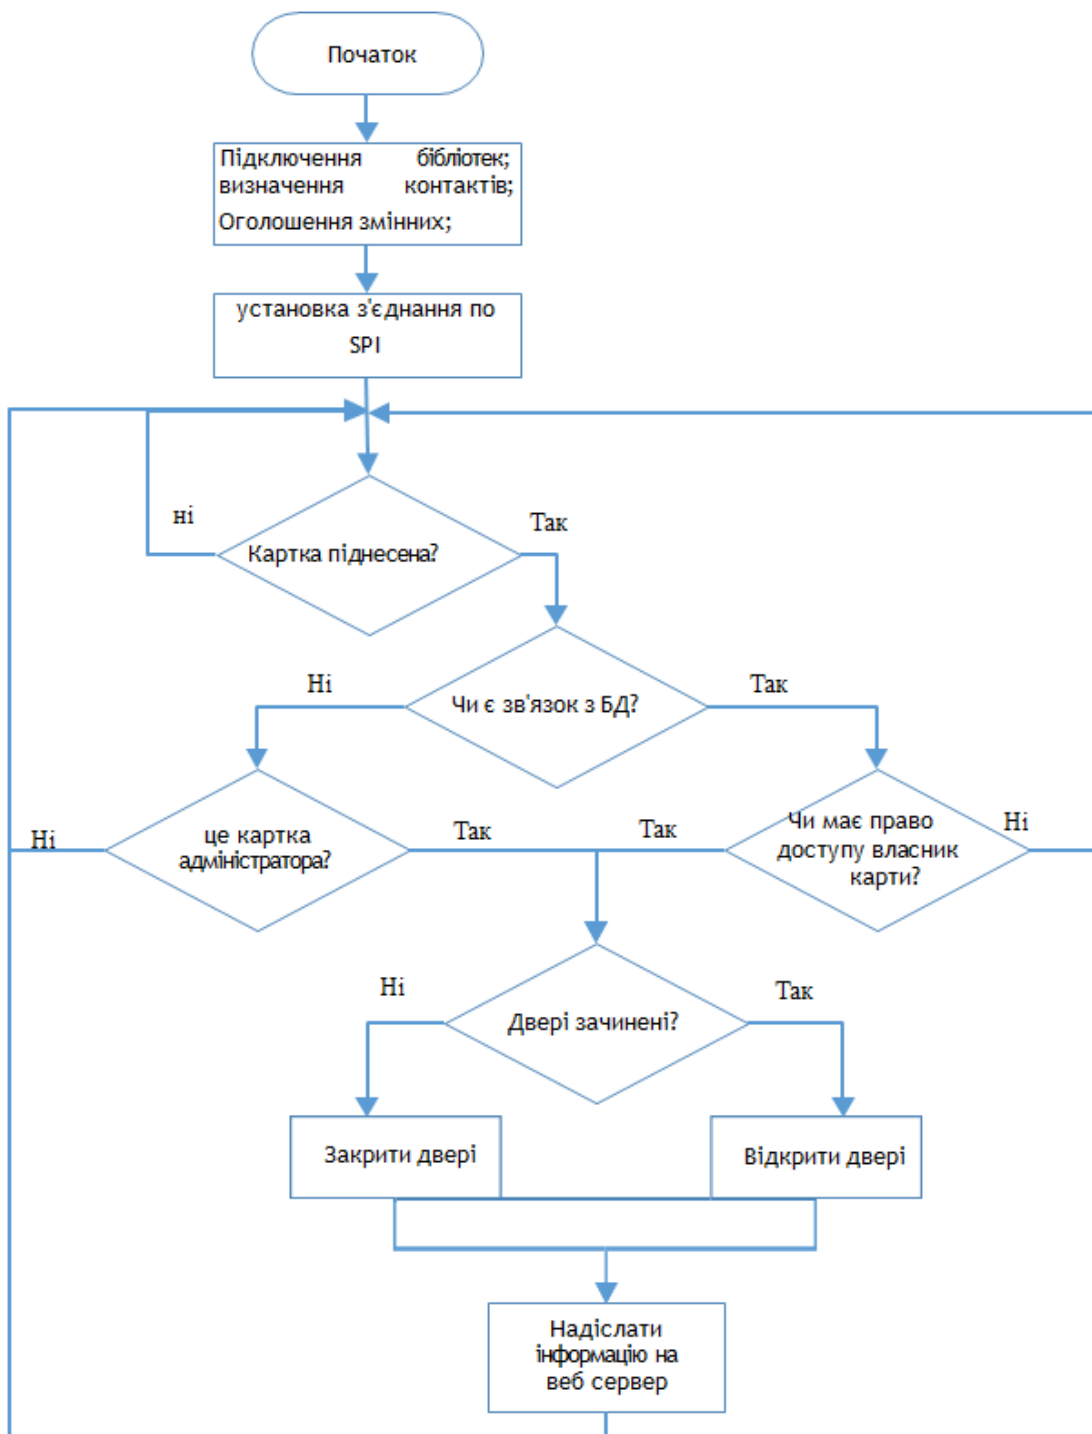 Початок
Підключення бібліотек;
визначення контактів;
Оголошення змінних;
установка з'єднання по
SPI
ні
Так
Картка піднесена?
Ні
Так
Чи є зв'язок з БД?
Ні
це картка
адміністратора?
Так
Так
Чи має право
доступу власник
карти?
Ні
Ні
Так
Двері зачинені?
Закрити двері
Відкрити двері
Надіслати
інформацію на
веб сервер